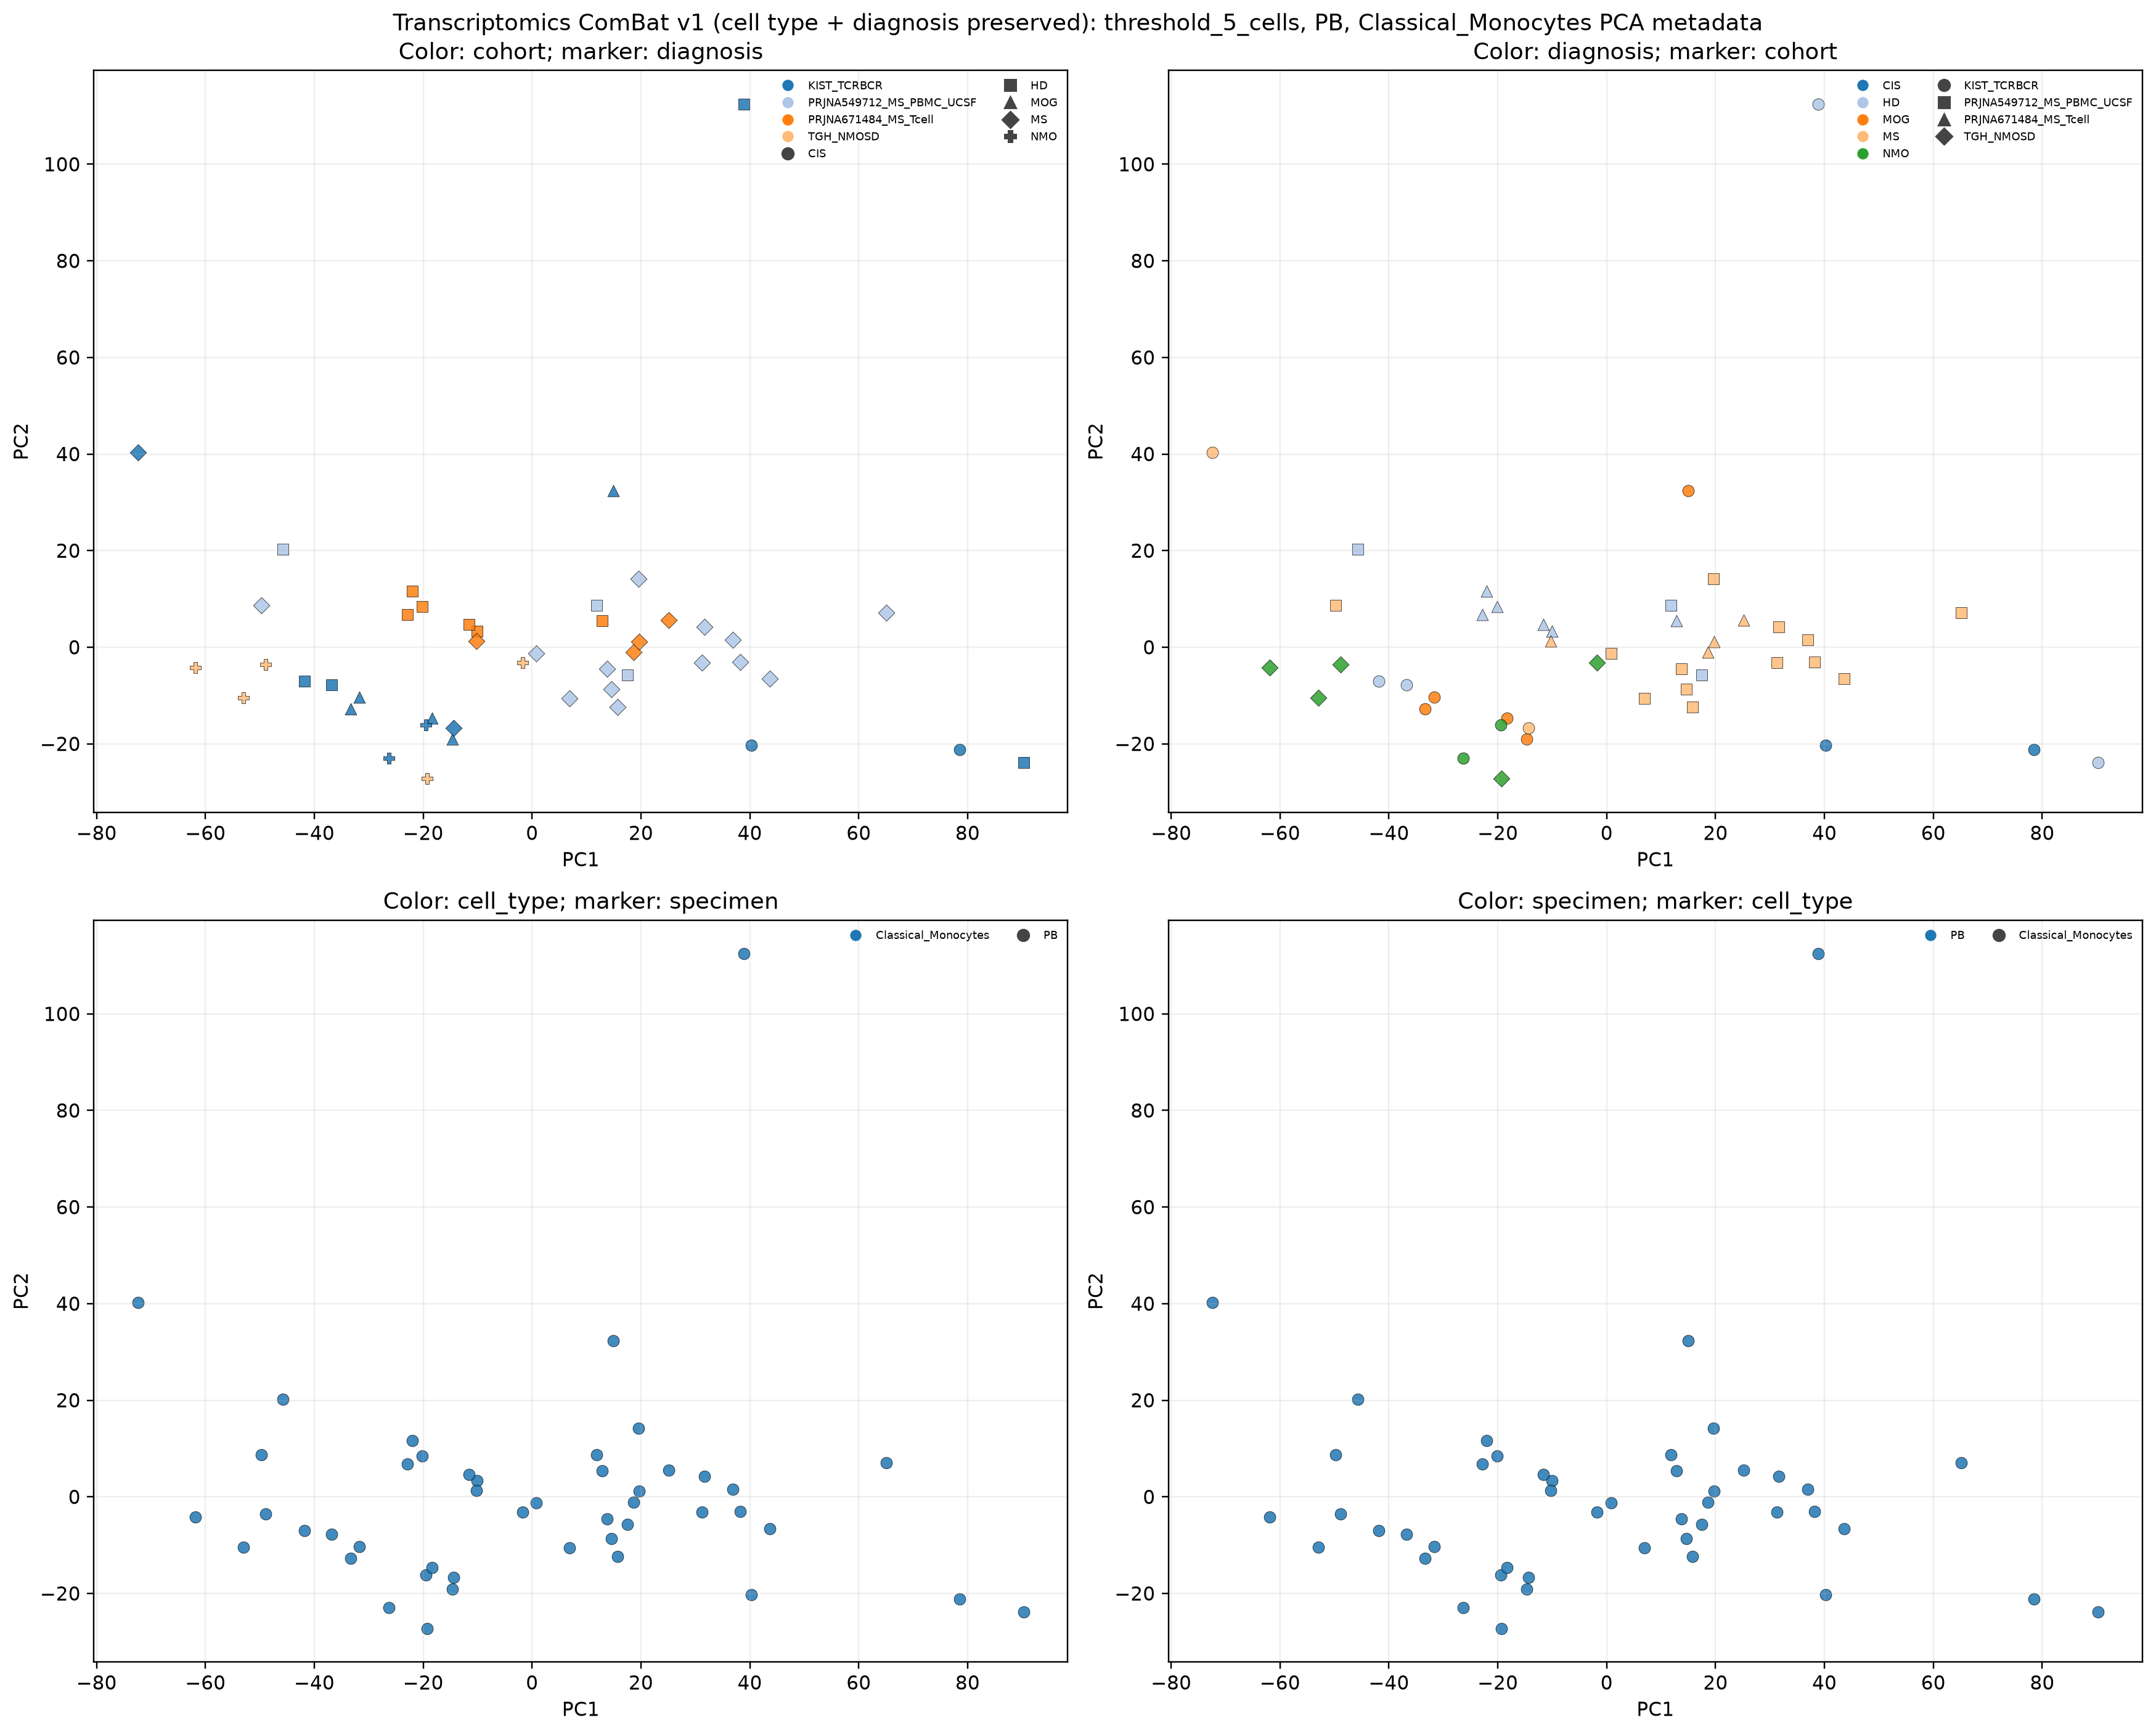 Transcriptomics ComBat v1 (cell type + diagnosis preserved): threshold_5_cells, PB, Classical_Monocytes PCA metadata
Color: cohort; marker: diagnosis
KIST_TCRBCR
PRJNA549712_MS_PBMC_UCSF
PRJNA671484_MS_Tcell
TGH_NMOSD
CIS
HD
MOG
MS
NMO
PC2
100
80
60
40
20
0
−20
−80 −60 −40 −20 0 20 40 60 80
PC1
Color: diagnosis; marker: cohort
CIS
HD
MOG
MS
NMO
KIST_TCRBCR
PRJNA549712_MS_PBMC_UCSF
PRJNA671484_MS_Tcell
TGH_NMOSD
PC2
100
80
60
40
20
0
−20
−80 −60 −40 −20 0 20 40 60 80
PC1
Color: cell_type; marker: specimen
Classical_Monocytes PB
PC2
100
80
60
40
20
0
−20
−80 −60 −40 −20 0 20 40 60 80
PC1
Color: specimen; marker: cell_type
PB Classical_Monocytes
PC2
100
80
60
40
20
0
−20
−80 −60 −40 −20 0 20 40 60 80
PC1